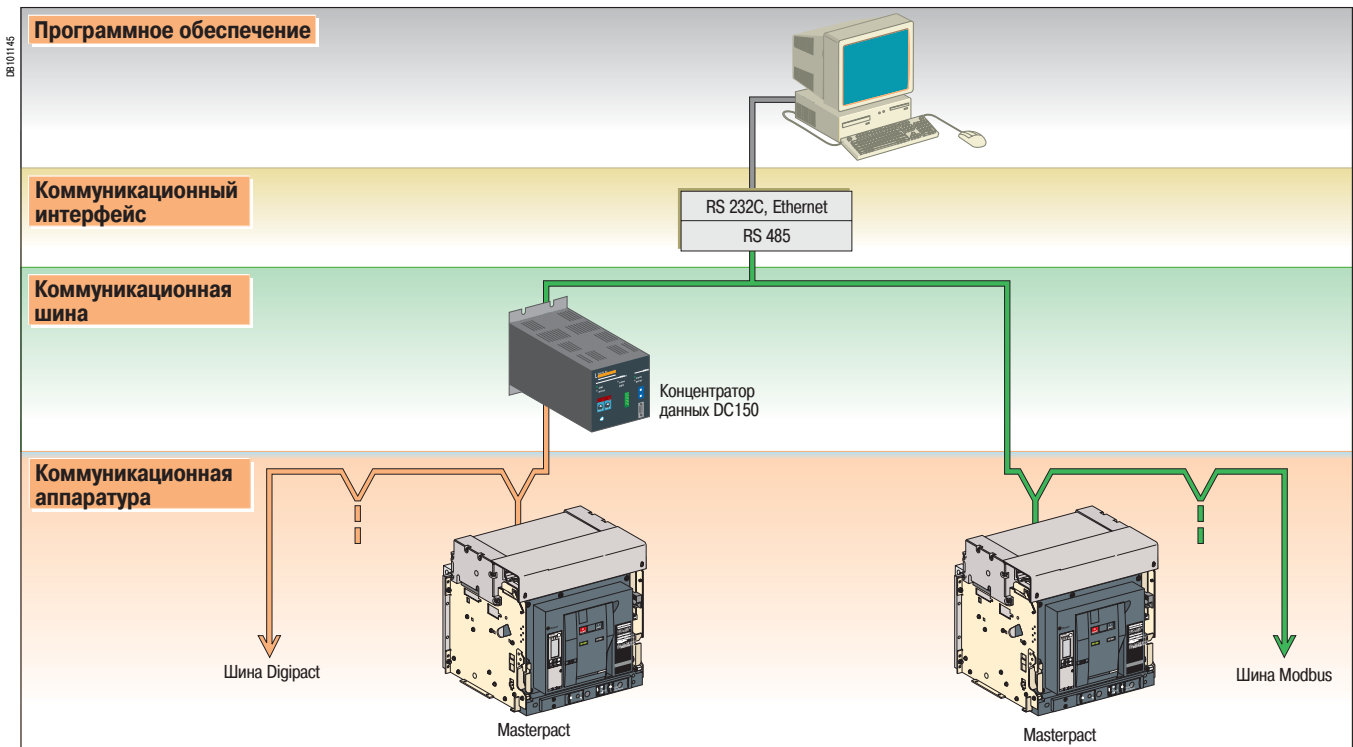 DB101145
Программное обеспечение
Коммуникационный
интерфейс
RS 232C, Ethernet
RS 485
Коммуникационная
шина
Концентратор
данных DC150
Коммуникационная
аппаратура
Шина Digipact
Masterpact
Masterpact
Шина Modbus